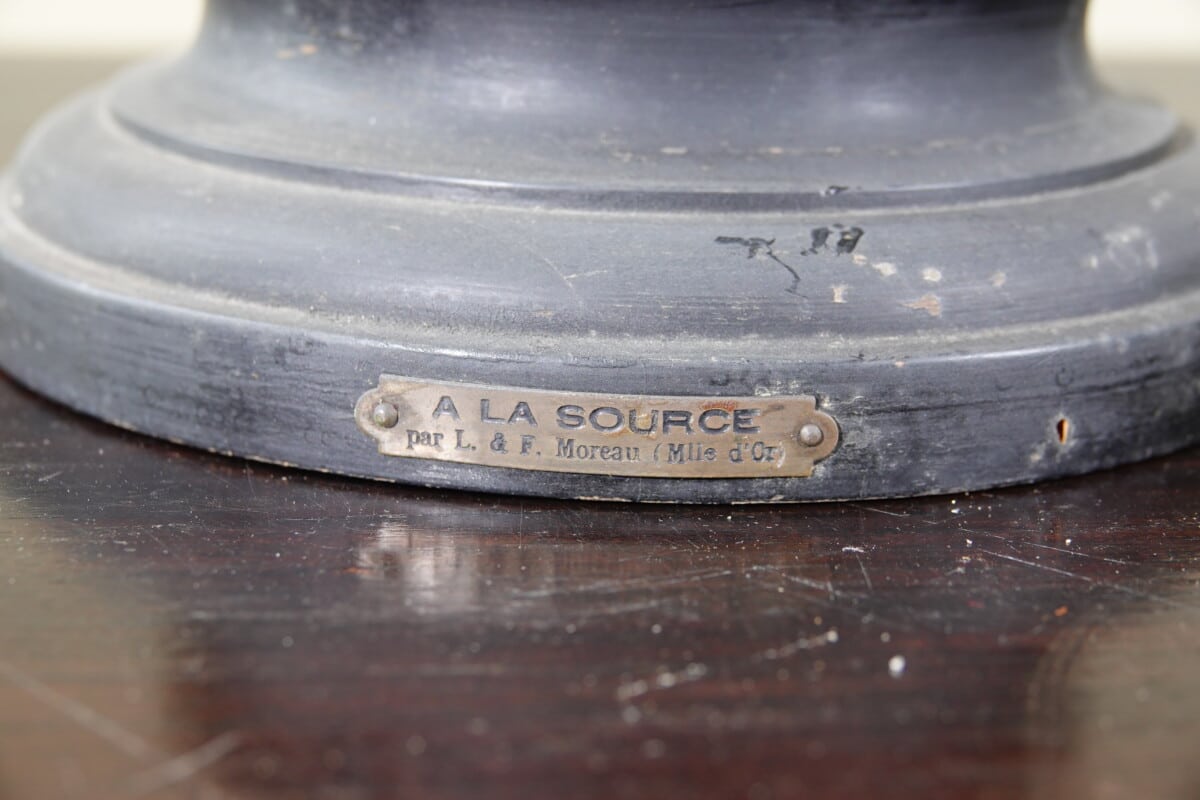 A LA SOURCE
par L. & F. Moreau (Mlle d'Or)